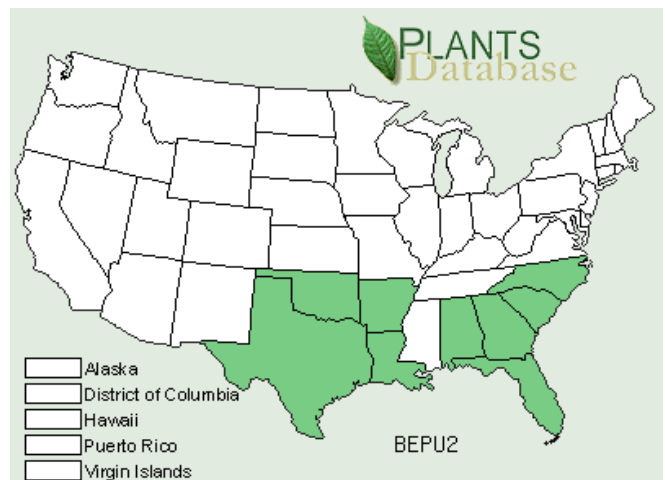 PLANTS
Database
Alaska
District of Columbia
Hawaii
Puerto Rico
Virgin Islands
BEPU2